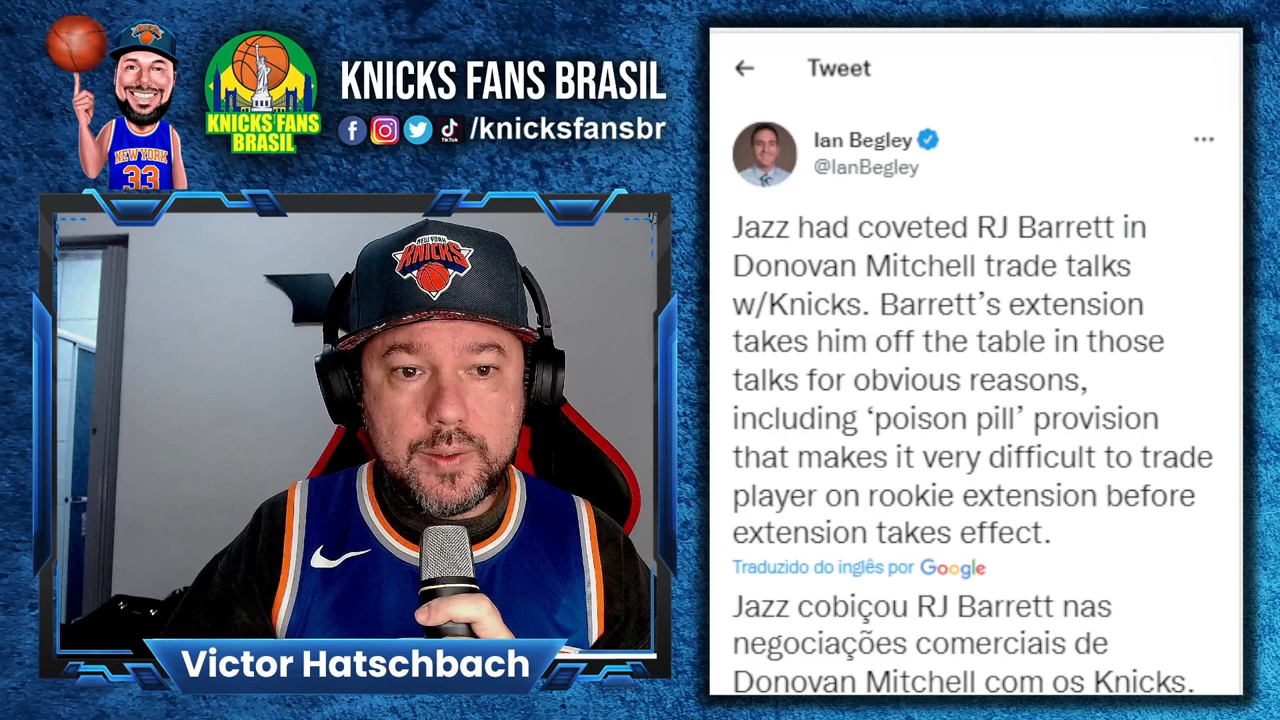 NEW YORK
33
KNICKS FANS
BRASIL
KNICKS FANS BRASIL
/knicksfansbr
TikTok
NEW YORK
KNICKS
Victor Hatschbach
Tweet
Ian Begley
@IanBegley
Jazz had coveted RJ Barrett in
Donovan Mitchell trade talks
w/Knicks. Barrett’s extension
takes him off the table in those
talks for obvious reasons,
including ‘poison pill’ provision
that makes it very difficult to trade
player on rookie extension before
extension takes effect.
Traduzido do inglês por Google
Jazz cobiçou RJ Barrett nas
negociações comerciais de
Donovan Mitchell com os Knicks.